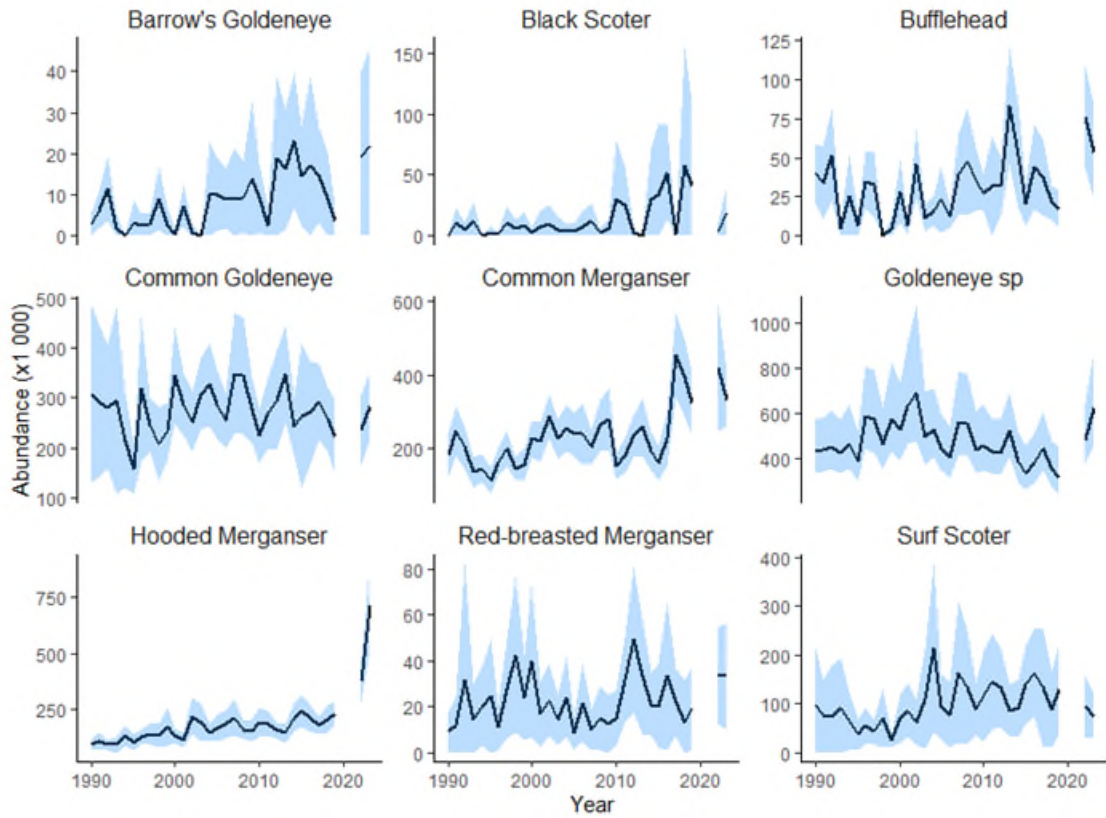 Barrow's Goldeneye
Black Scoter
Bufflehead
40
30
20
10
0
150
100
50
0
125
100
75
50
25
0
Common Goldeneye
Common Merganser
Goldeneye sp
Abundance (x1 000)
500
400
300
200
100
600
400
200
1000
800
600
400
Hooded Merganser
Red-breasted Merganser
Surf Scoter
750
500
250
80
60
40
20
0
400
300
200
100
0
1990 2000 2010 2020
1990 2000 2010 2020
1990 2000 2010 2020
Year